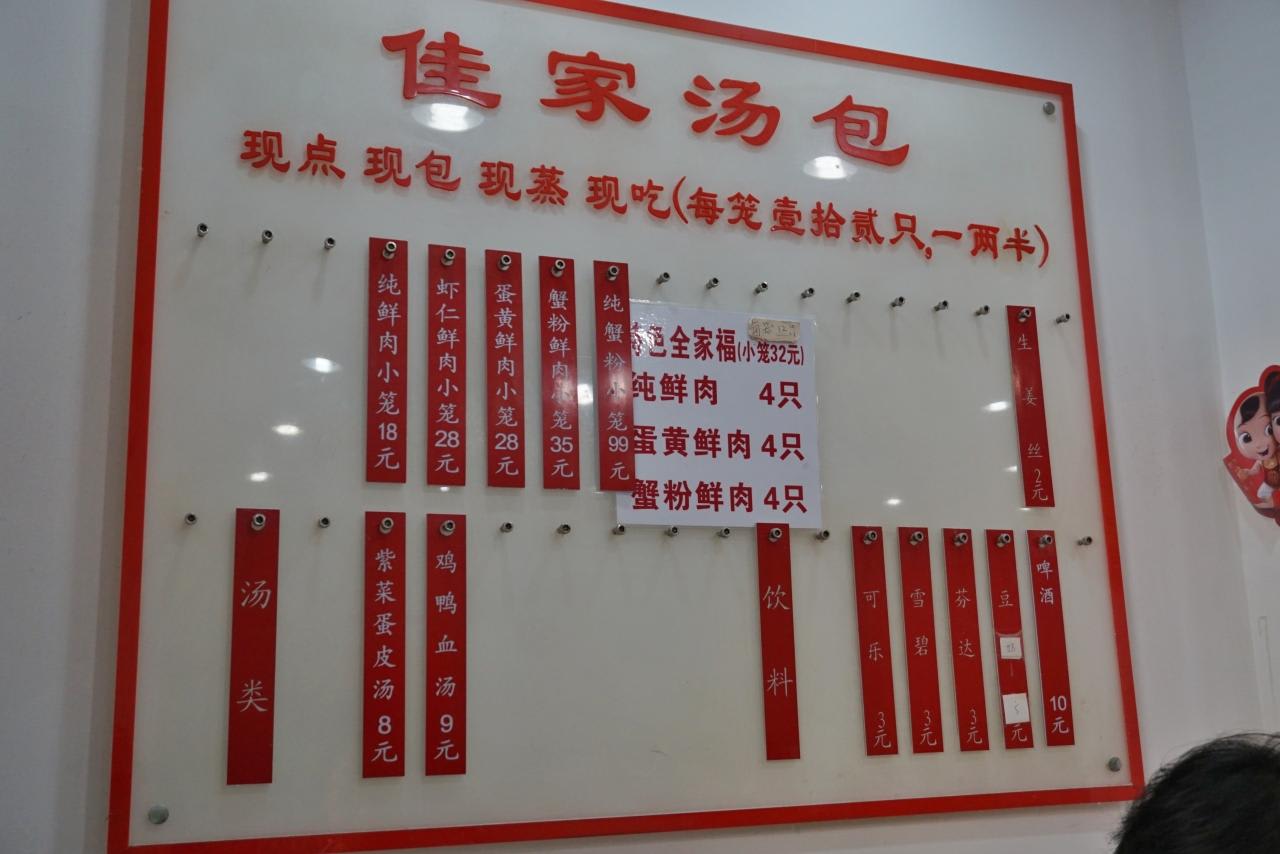 佳家汤包
现点 现包 现蒸 现吃(每笼壹拾贰只,一两半)
纯鲜肉小笼18元
虾仁鲜肉小笼28元
蛋黄鲜肉小笼28元
蟹粉鲜肉小笼35元
纯蟹粉小笼99元
色全家福(小笼32元)
纯鲜肉 4只
蛋黄鲜肉 4只
蟹粉鲜肉 4只
生姜丝2元
汤类
紫菜蛋皮汤8元
鸡鸭血汤9元
饮料
可乐3元
雪碧3元
芬达3元
豆 元
啤酒10元